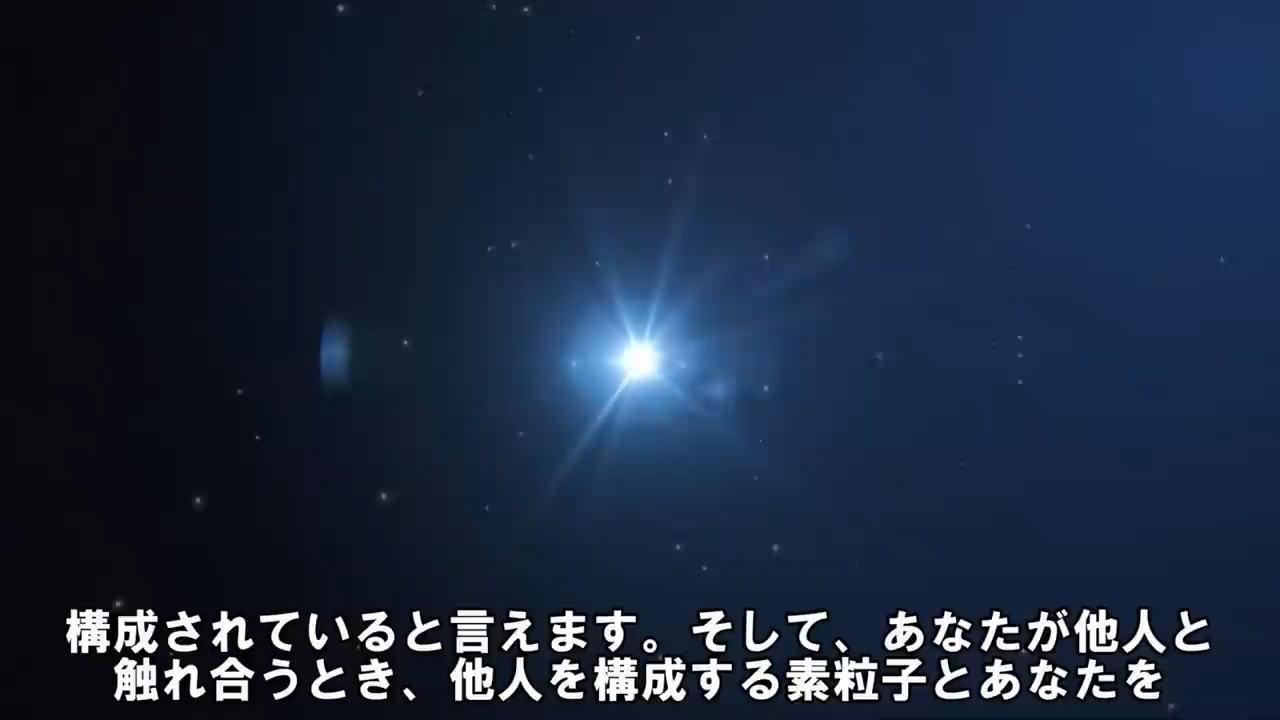 構成されていると言えます。そして、あなたが他人と
触れ合うとき、他人を構成する素粒子とあなたを